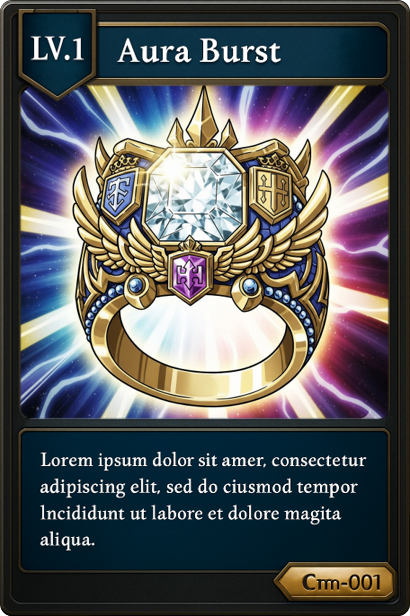 LV.1
Aura Burst
Lorem ipsum dolor sit amer, consectetur
adipiscing elit, sed do ciusmod tempor
Incididunt ut labore et dolore magita
aliqua.
Crm-001